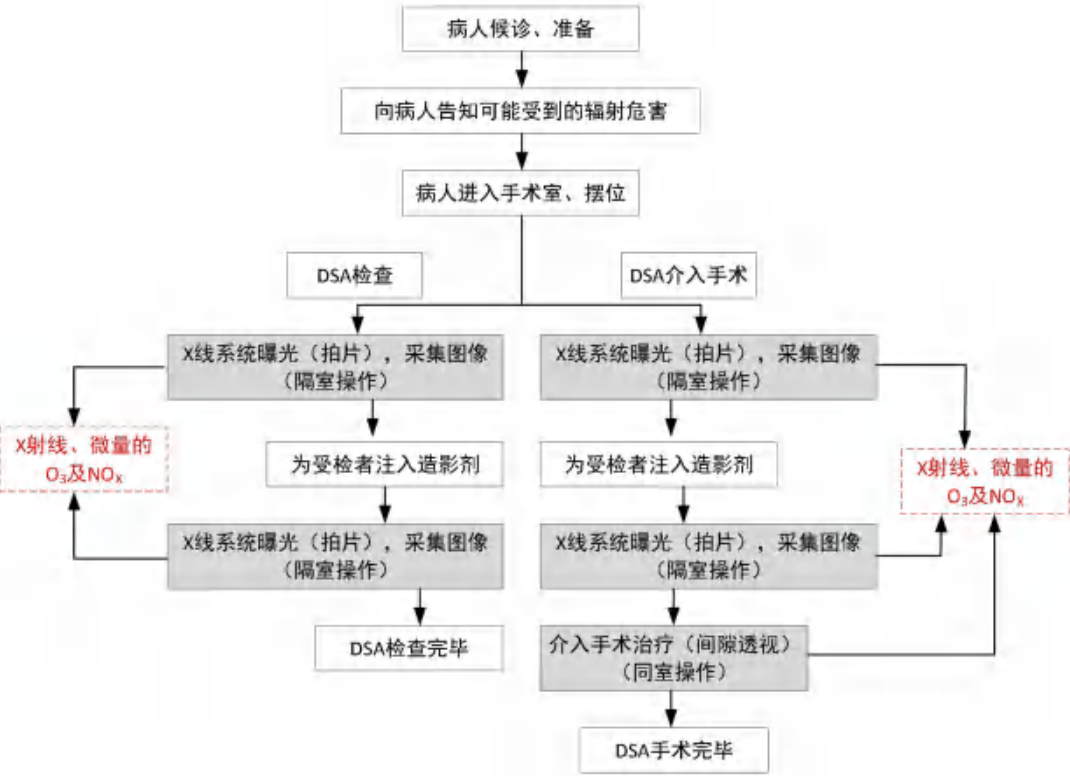 病人候诊、准备
向病人告知可能受到的辐射危害
病人进入手术室、摆位
DSA检查
DSA介入手术
X线系统曝光（拍片），采集图像
（隔室操作）
X线系统曝光（拍片），采集图像
（隔室操作）
X射线、微量的
O₃及NOₓ
为受检者注入造影剂
为受检者注入造影剂
X射线、微量的
O₃及NOₓ
X线系统曝光（拍片），采集图像
（隔室操作）
X线系统曝光（拍片），采集图像
（隔室操作）
DSA检查完毕
介入手术治疗（间隙透视）
（同室操作）
DSA手术完毕